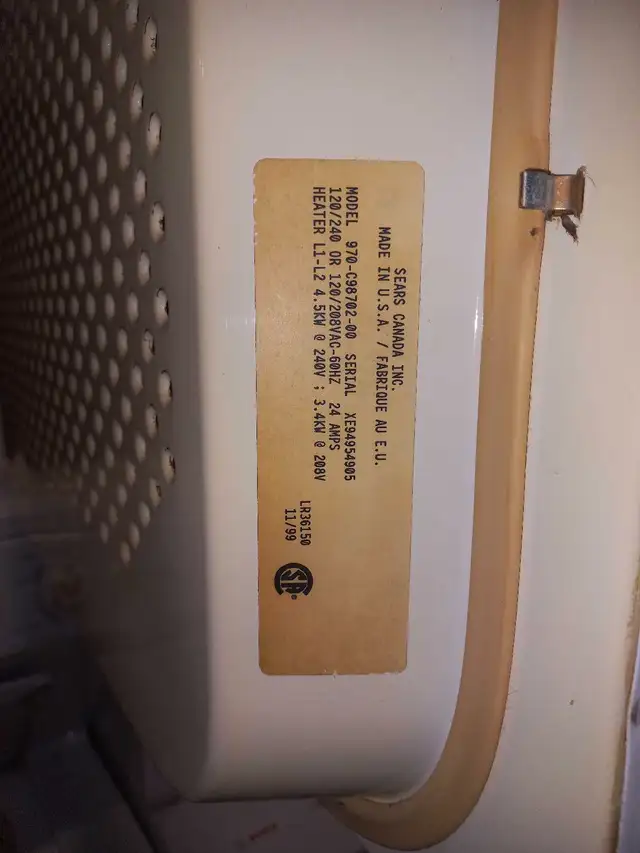 SEARS CANADA INC.
MADE IN U.S.A. / FABRIQUE AU E.U.
MODEL 970-C98702-00 SERIAL XE94954905
120/240 OR 120/208VAC-60HZ 24 AMPS
HEATER L1-L2 4.5KW @ 240V ; 3.4KW @ 208V
LR36150
11/99
SA®